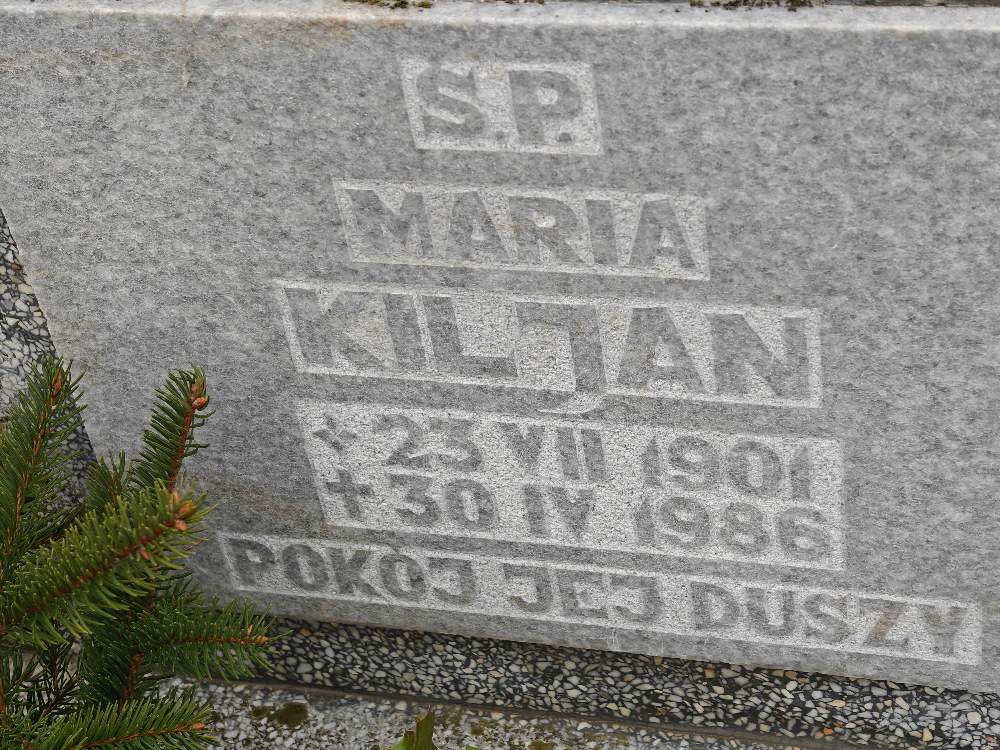 S.P.
MARIA
KILJAN
* 23 VII 1901
✝ 30 IV 1986
POKÓJ JEJ DUSZY